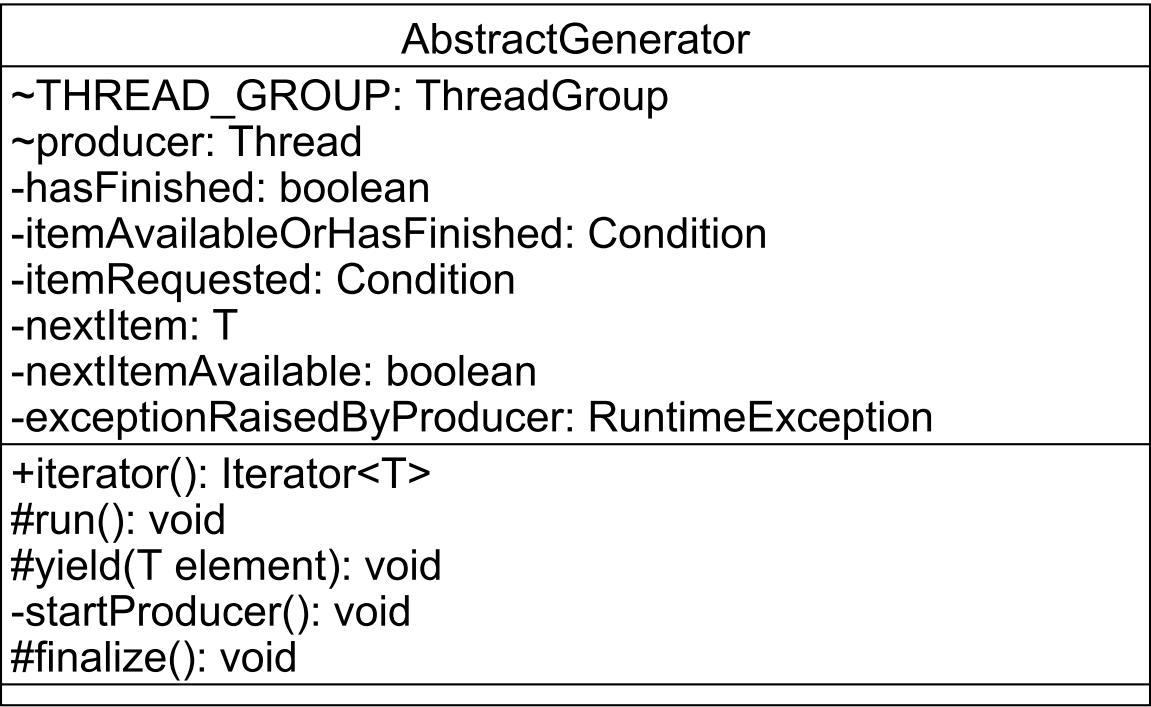 AbstractGenerator
~THREAD_GROUP: ThreadGroup
~producer: Thread
-hasFinished: boolean
-itemAvailableOrHasFinished: Condition
-itemRequested: Condition
-nextItem: T
-nextItemAvailable: boolean
-exceptionRaisedByProducer: RuntimeException
+iterator(): Iterator<T>
#run(): void
#yield(T element): void
-startProducer(): void
#finalize(): void